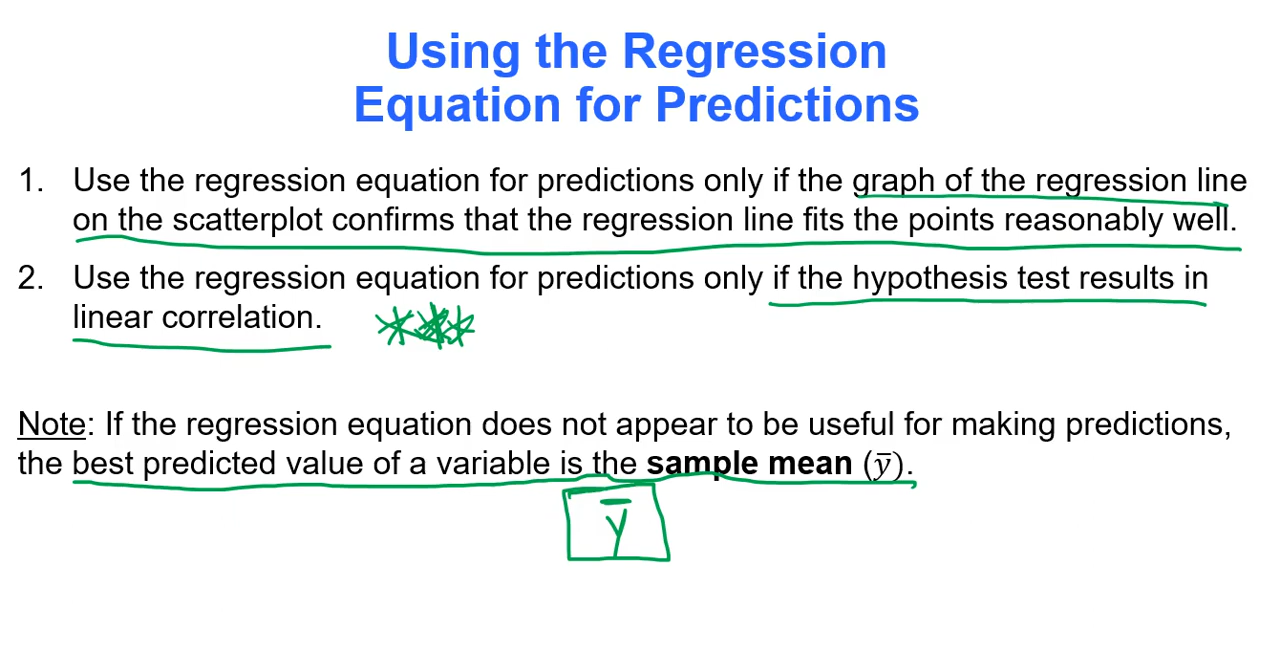 Using the Regression
Equation for Predictions
1. Use the regression equation for predictions only if the graph of the regression line
on the scatterplot confirms that the regression line fits the points reasonably well.
2. Use the regression equation for predictions only if the hypothesis test results in
linear correlation. ***
Note: If the regression equation does not appear to be useful for making predictions,
the best predicted value of a variable is the sample mean (ȳ).
ȳ